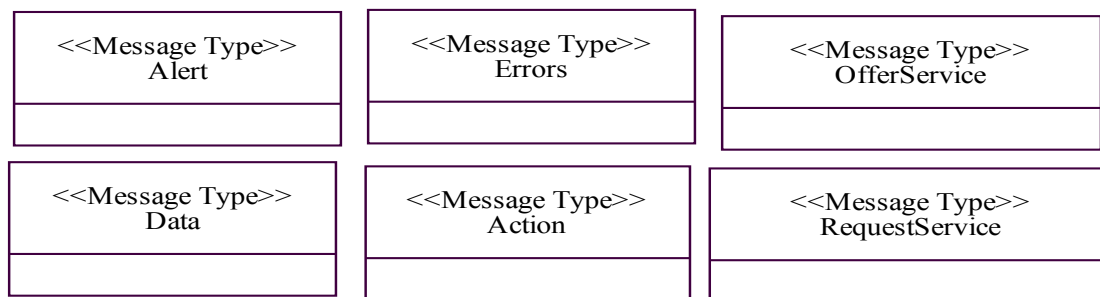 <<Message Type>>
Alert
<<Message Type>>
Errors
<<Message Type>>
OfferService
<<Message Type>>
Data
<<Message Type>>
Action
<<Message Type>>
RequestService